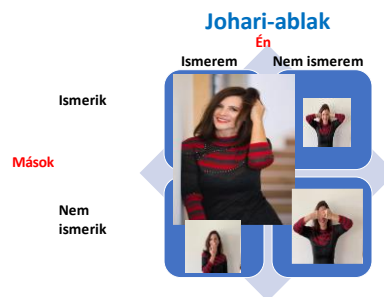 Johari-ablak
Én
Ismerem Nem ismerem
Ismerik
Mások
Nem
ismerik